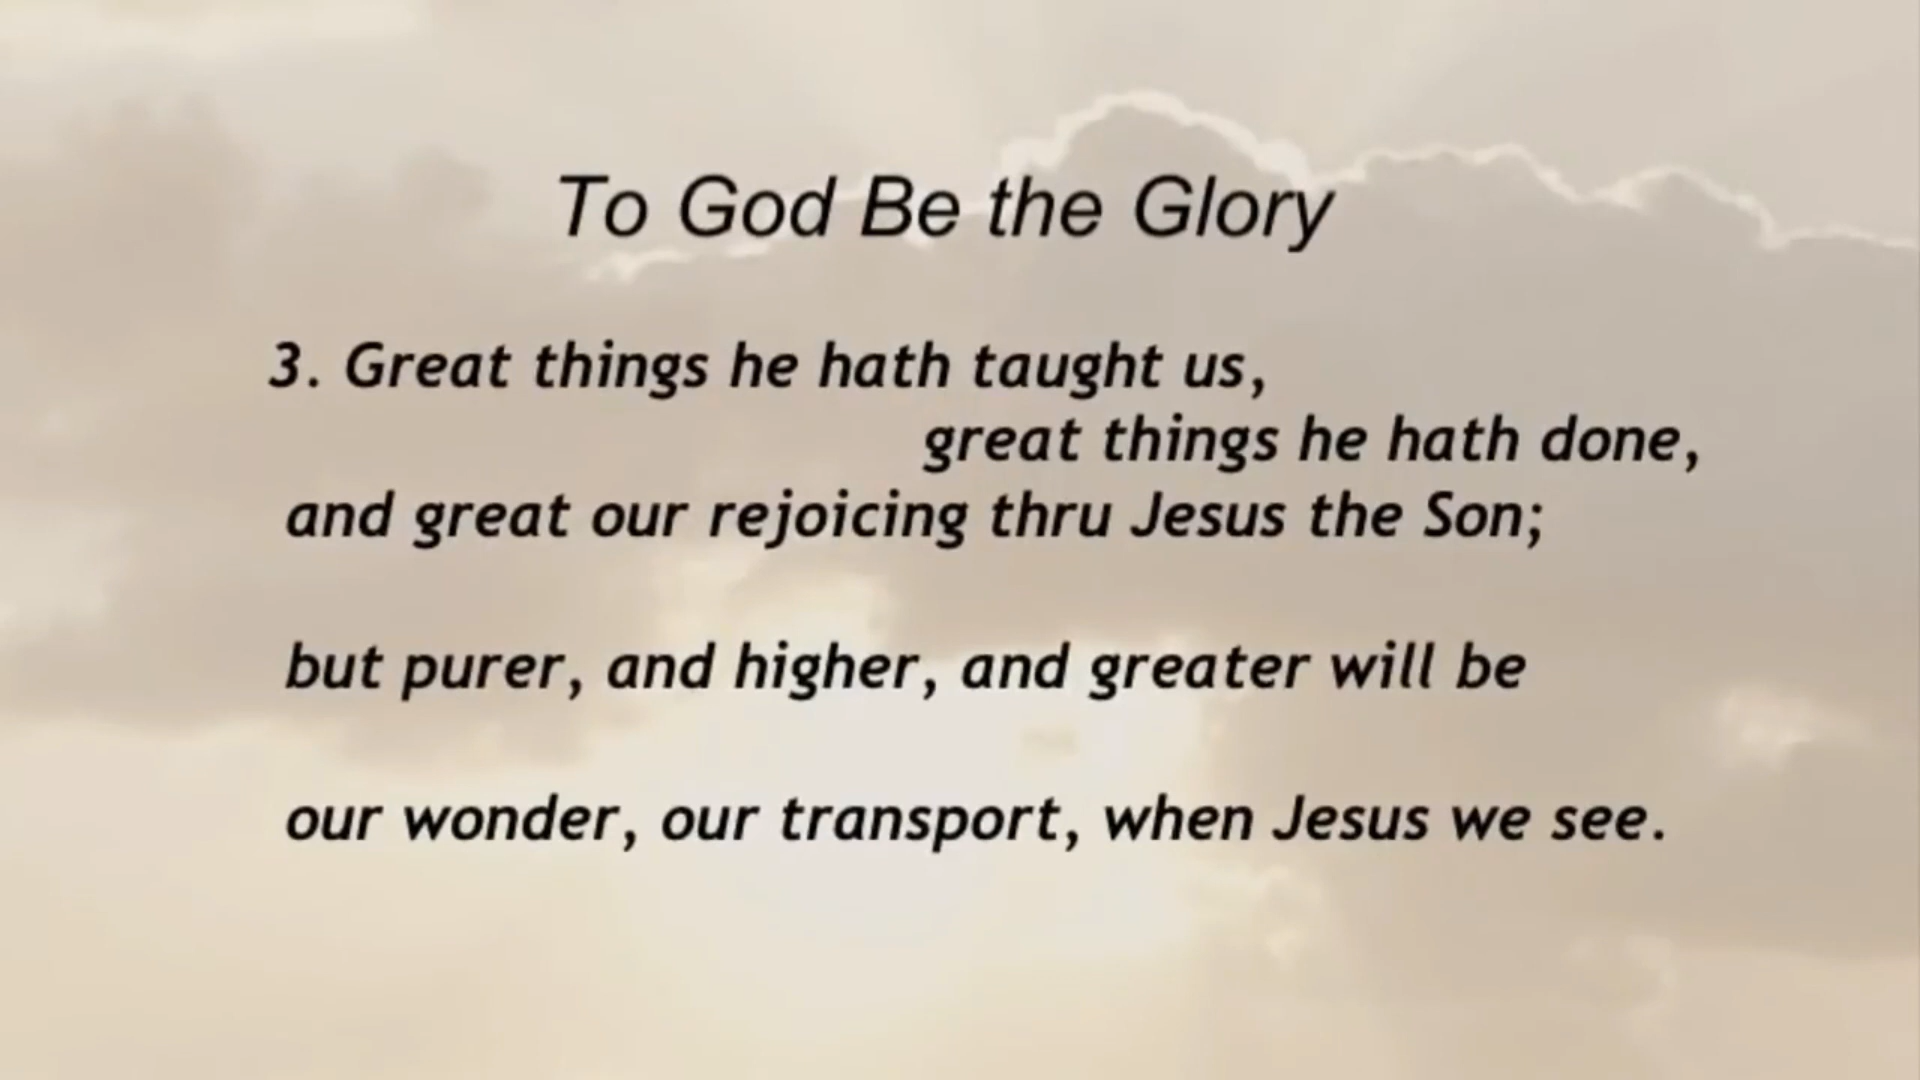 To God Be the Glory
3. Great things he hath taught us,
great things he hath done,
and great our rejoicing thru Jesus the Son;
but purer, and higher, and greater will be
our wonder, our transport, when Jesus we see.